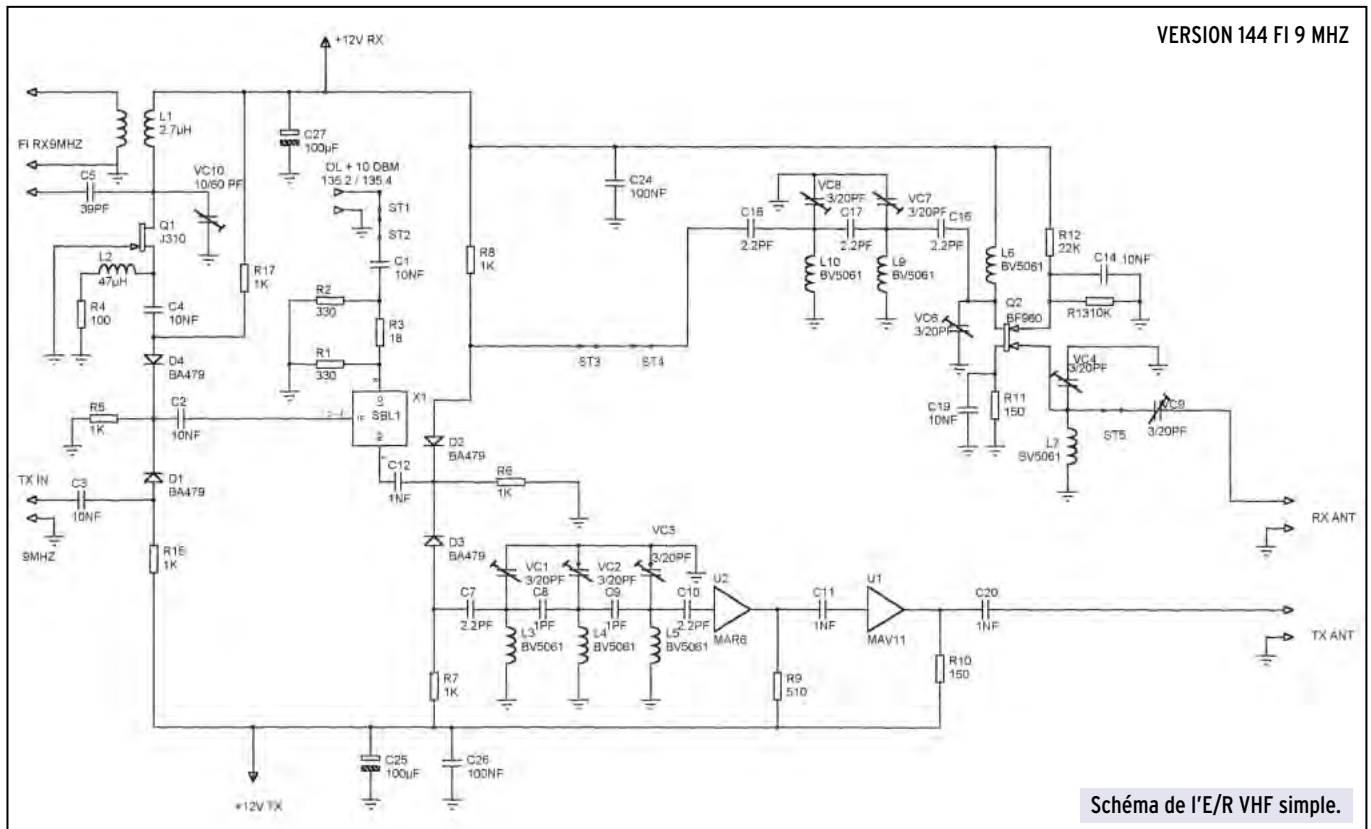 VERSION 144 FI 9 MHZ
+12V RX
L1
2.7µH
FI RX9MHZ
C27
100µF
VC10
10/60 PF
C5
39PF
OL + 10 DBM
135.2 / 135.4
ST1
ST2
C24
100NF
VC8
3/20PF
VC7
3/20PF
C18
2.2PF
C17
2.2PF
C16
2.2PF
Q1
J310
L2
47µH
R17
1K
C1
10NF
R8
1K
L6
BV5061
R12
22K
C14
10NF
L10
BV5061
L9
BV5061
R4
100
C4
10NF
R2
330
R3
18
Q2
BF960
R1310K
VC6
3/20PF
ST3
ST4
VC4
3/20PF
D4
BA479
R1
330
X1
SBL1
IF
R5
1K
C2
10NF
C19
10NF
R11
150
VC9
3/20PF
ST5
L7
BV5061
D2
BA479
TX IN
C3
10NF
D1
BA479
C12
1NF
R6
1K
RX ANT
9MHZ
R16
1K
D3
BA479
VC3
3/20PF
VC1
3/20PF
VC2
3/20PF
C7
2.2PF
C8
1PF
C9
1PF
C10
2.2PF
U2
MAR6
C11
1NF
U1
MAV11
C20
1NF
TX ANT
L3
BV5061
L4
BV5061
L5
BV5061
R7
1K
R9
510
R10
150
C25
100µF
C26
100NF
+12V TX
Schéma de l'E/R VHF simple.